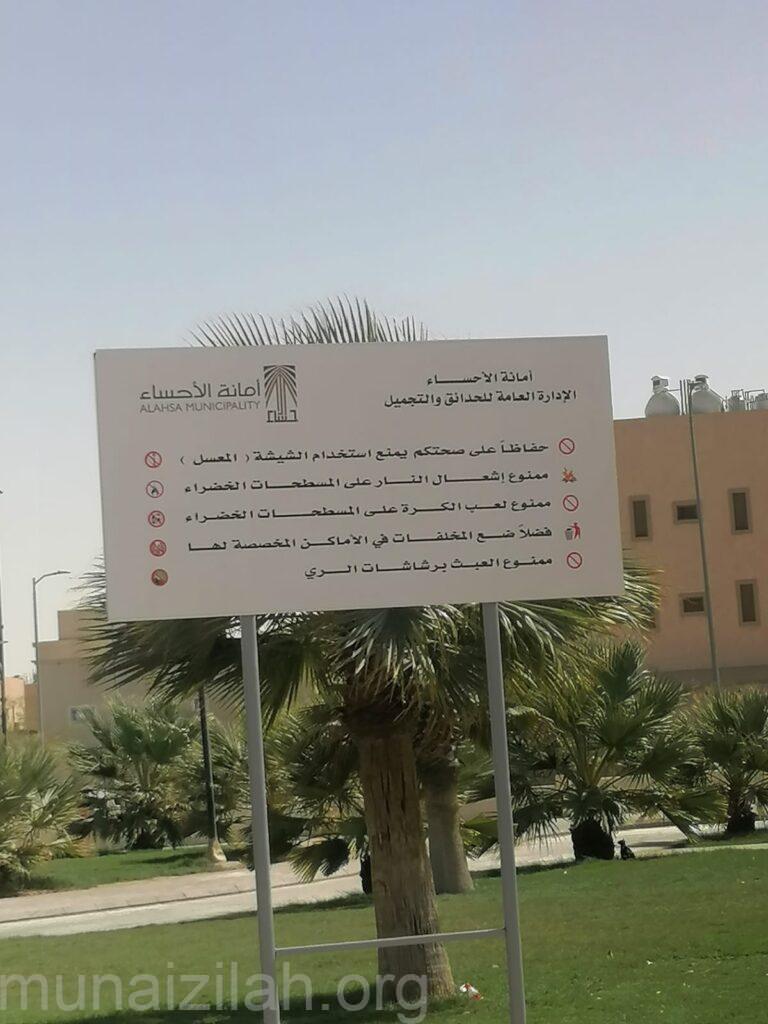 أمانة الأحساء
الإدارة العامة للحدائق والتجميل
أمانة الأحساء
ALAHSA MUNICIPALITY
حفاظاً على صحتكم يمنع استخدام الشيشة ( المعسل )
ممنوع إشعال النار على المسطحات الخضراء
ممنوع لعب الكرة على المسطحات الخضراء
فضلاً ضع المخلفات في الأماكن المخصصة لها
ممنوع العبث برشاشات الري
munaizilah.org